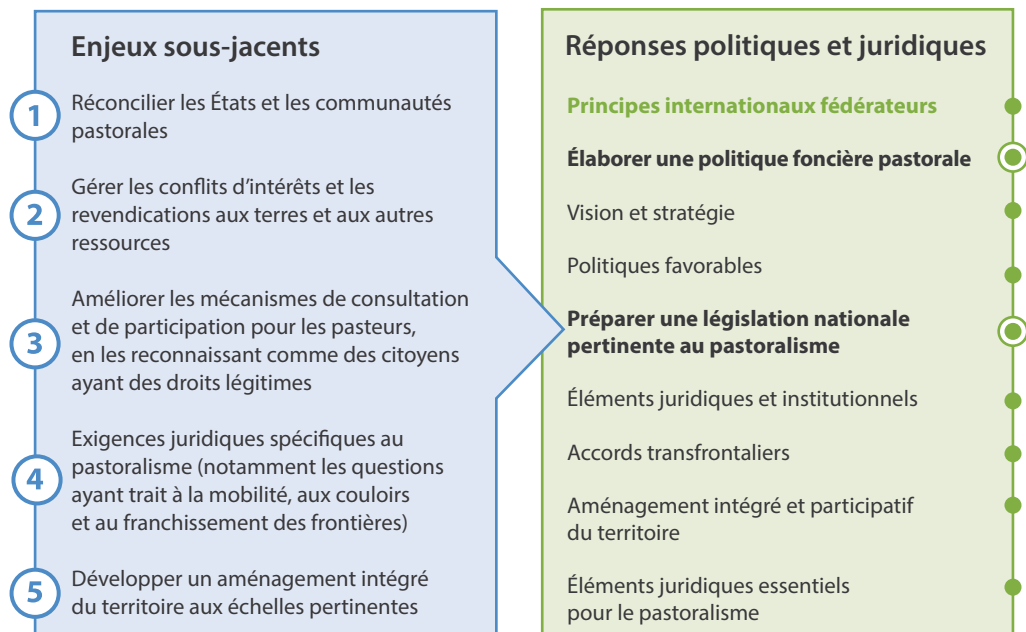 Enjeux sous-jacents
1
Réconcilier les États et les communautés
pastorales
2
Gérer les conflits d’intérêts et les
revendications aux terres et aux autres
ressources
3
Améliorer les mécanismes de consultation
et de participation pour les pasteurs,
en les reconnaissant comme des citoyens
ayant des droits légitimes
4
Exigences juridiques spécifiques au
pastoralisme (notamment les questions
ayant trait à la mobilité, aux couloirs
et au franchissement des frontières)
5
Développer un aménagement intégré
du territoire aux échelles pertinentes
Réponses politiques et juridiques
Principes internationaux fédérateurs
Élaborer une politique foncière pastorale
Vision et stratégie
Politiques favorables
Préparer une législation nationale
pertinente au pastoralisme
Éléments juridiques et institutionnels
Accords transfrontaliers
Aménagement intégré et participatif
du territoire
Éléments juridiques essentiels
pour le pastoralisme